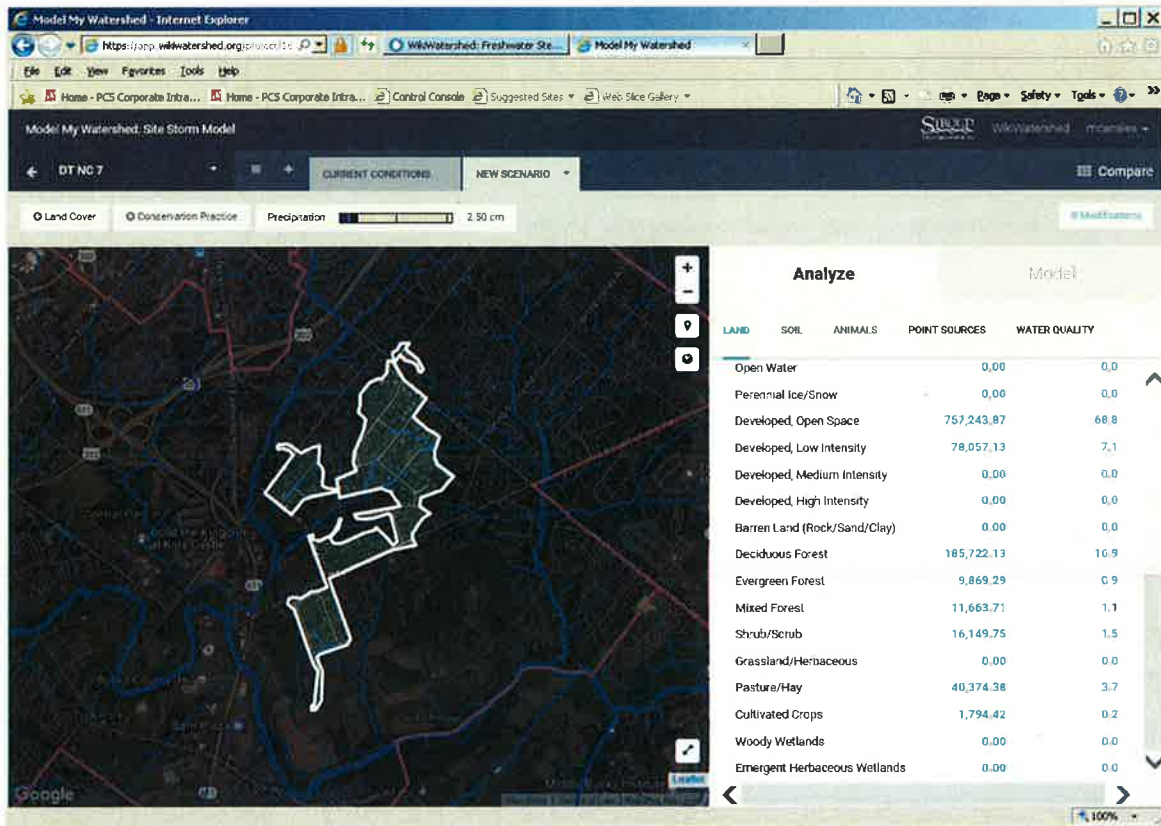 Model My Watershed - Internet Explorer
WikiWatershed: Freshwater Ste...
Model My Watershed
File Edit View Favorites Tools Help
Home - PCS Corporate Intra...
Home - PCS Corporate Intra...
Control Console
Suggested Sites
Web Slice Gallery
Page
Safety
Tools
Model My Watershed: Site Storm Model
WikiWatershed
DT NC 7
CURRENT CONDITIONS
NEW SCENARIO
Compare
Land Cover
Conservation Practice
Precipitation
2.50 cm
Analyze
Model
LAND SOIL ANIMALS POINT SOURCES WATER QUALITY
Open Water 0.00 0.0
Perennial Ice/Snow 0.00 0.0
Developed, Open Space 757,243.87 68.8
Developed, Low Intensity 78,057.13 7.1
Developed, Medium Intensity 0.00 0.0
Developed, High Intensity 0.00 0.0
Barren Land (Rock/Sand/Clay) 0.00 0.0
Deciduous Forest 185,722.13 16.9
Evergreen Forest 9,869.29 0.9
Mixed Forest 11,663.71 1.1
Shrub/Scrub 16,149.75 1.5
Grassland/Herbaceous 0.00 0.0
Pasture/Hay 40,374.38 3.7
Cultivated Crops 1,794.42 0.2
Woody Wetlands 0.00 0.0
Emergent Herbaceous Wetlands 0.00 0.0
Google
Leaflet
100%